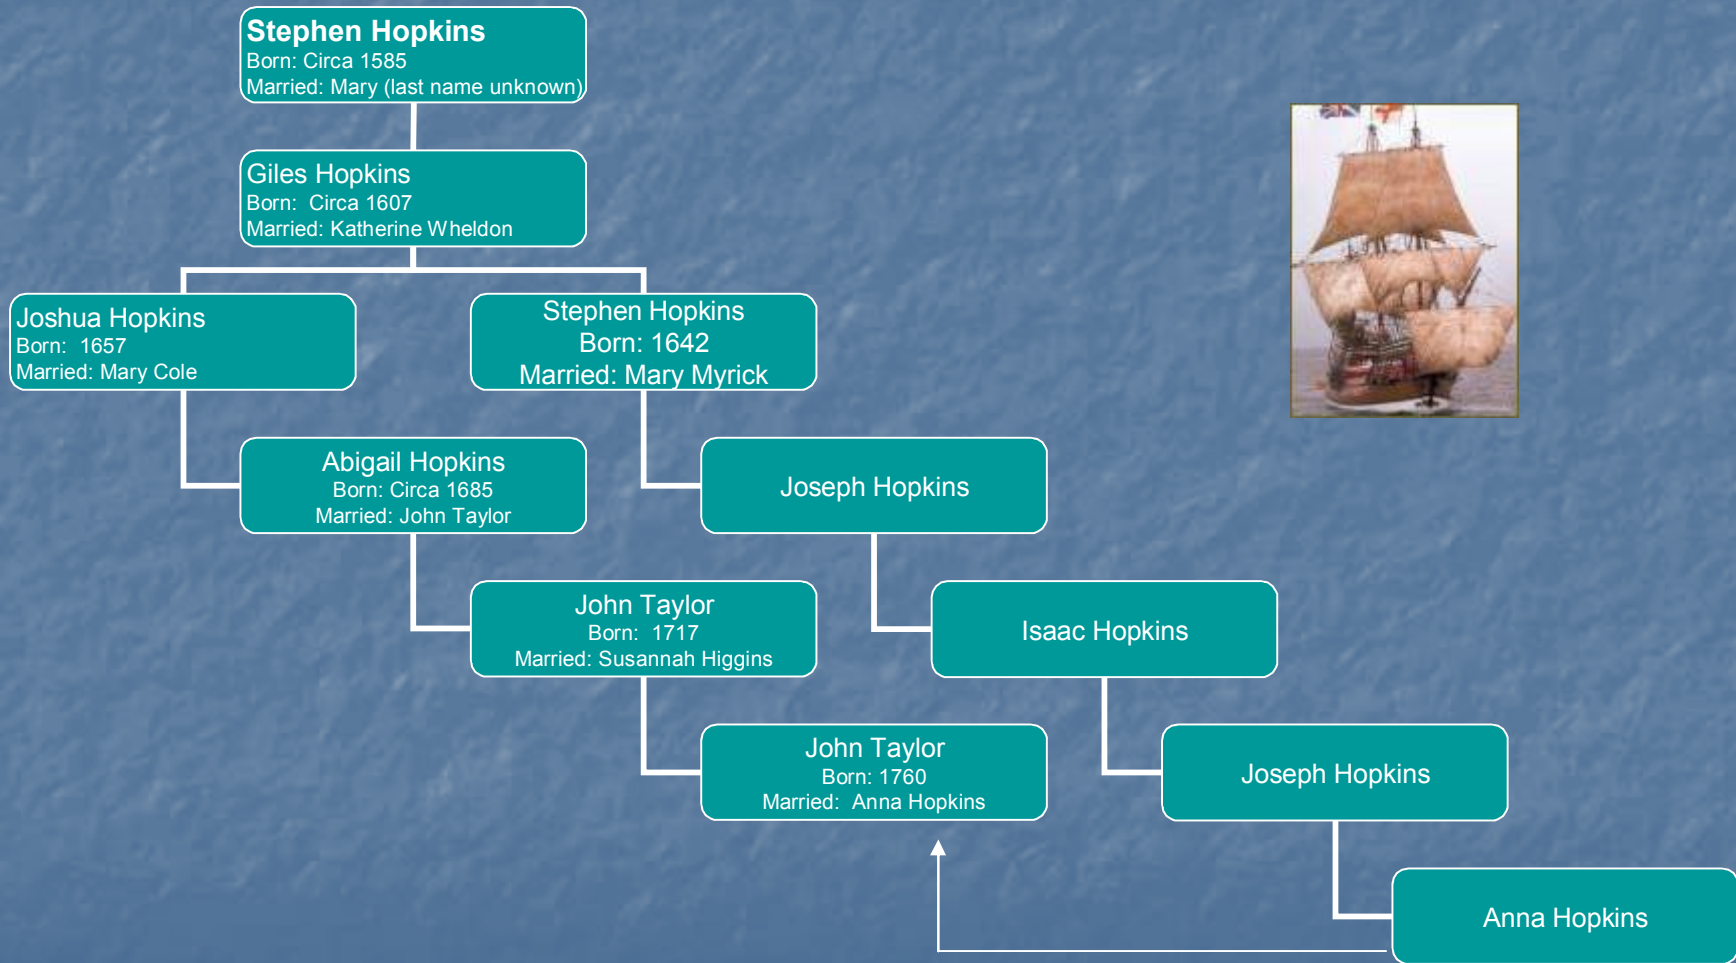 Stephen Hopkins
Born: Circa 1585
Married: Mary (last name unknown)
Giles Hopkins
Born: Circa 1607
Married: Katherine Wheldon
Joshua Hopkins
Born: 1657
Married: Mary Cole
Stephen Hopkins
Born: 1642
Married: Mary Myrick
Abigail Hopkins
Born: Circa 1685
Married: John Taylor
Joseph Hopkins
John Taylor
Born: 1717
Married: Susannah Higgins
Isaac Hopkins
John Taylor
Born: 1760
Married: Anna Hopkins
Joseph Hopkins
Anna Hopkins